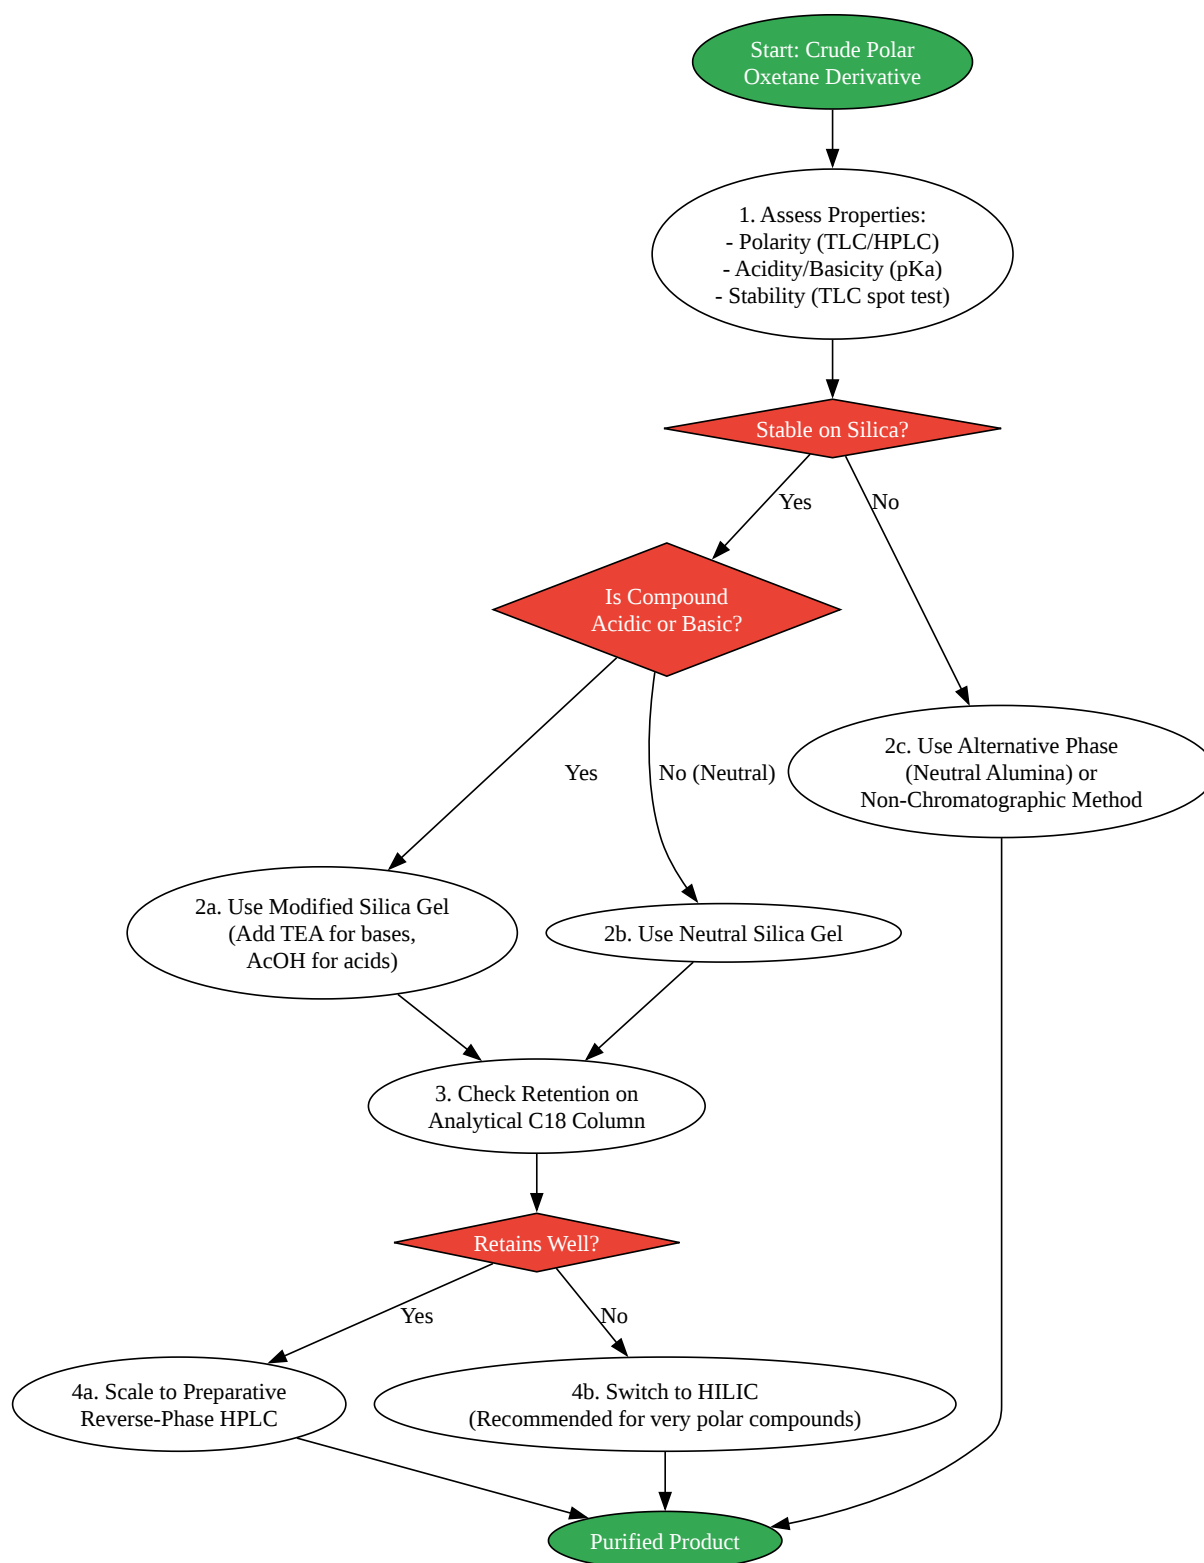 Start: Crude Polar
Oxetane Derivative
1. Assess Properties:
- Polarity (TLC/HPLC)
- Acidity/Basicity (pKa)
- Stability (TLC spot test)
Stable on Silica?
Yes
No
Is Compound
Acidic or Basic?
Yes
No (Neutral)
2c. Use Alternative Phase
(Neutral Alumina) or
Non-Chromatographic Method
2a. Use Modified Silica Gel
(Add TEA for bases,
AcOH for acids)
2b. Use Neutral Silica Gel
3. Check Retention on
Analytical C18 Column
Retains Well?
Yes
No
4a. Scale to Preparative
Reverse-Phase HPLC
4b. Switch to HILIC
(Recommended for very polar compounds)
Purified Product